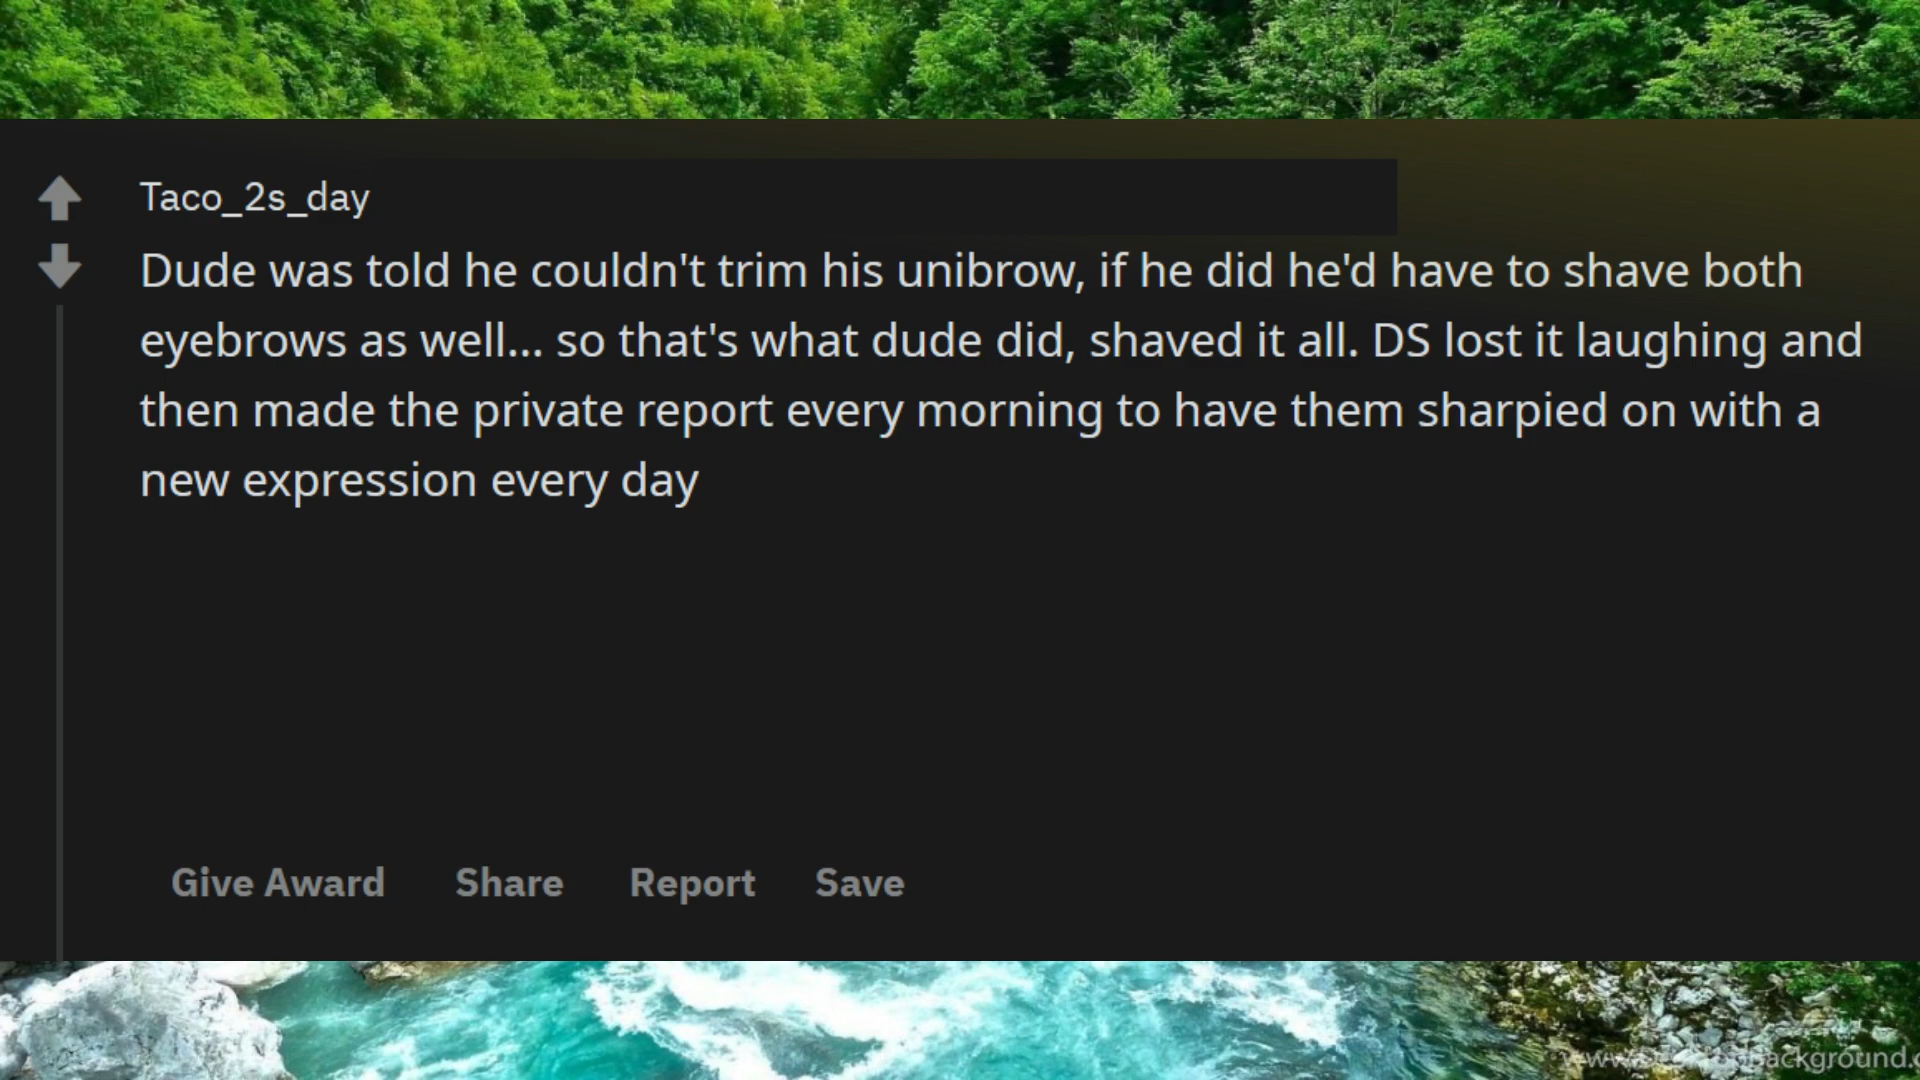 Taco_2s_day
Dude was told he couldn't trim his unibrow, if he did he'd have to shave both
eyebrows as well... so that's what dude did, shaved it all. DS lost it laughing and
then made the private report every morning to have them sharpied on with a
new expression every day
Give Award Share Report Save